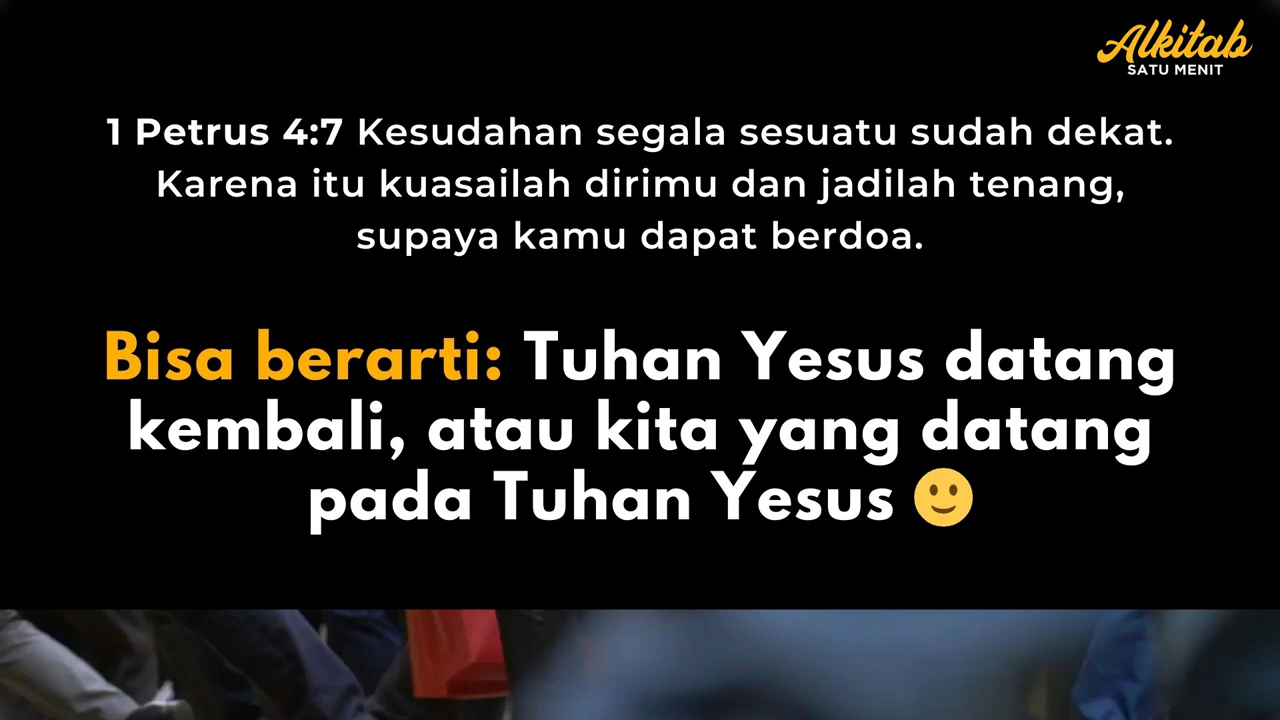 Alkitab
SATU MENIT
1 Petrus 4:7 Kesudahan segala sesuatu sudah dekat.
Karena itu kuasailah dirimu dan jadilah tenang,
supaya kamu dapat berdoa.
Bisa berarti: Tuhan Yesus datang
kembali, atau kita yang datang
pada Tuhan Yesus 🙂